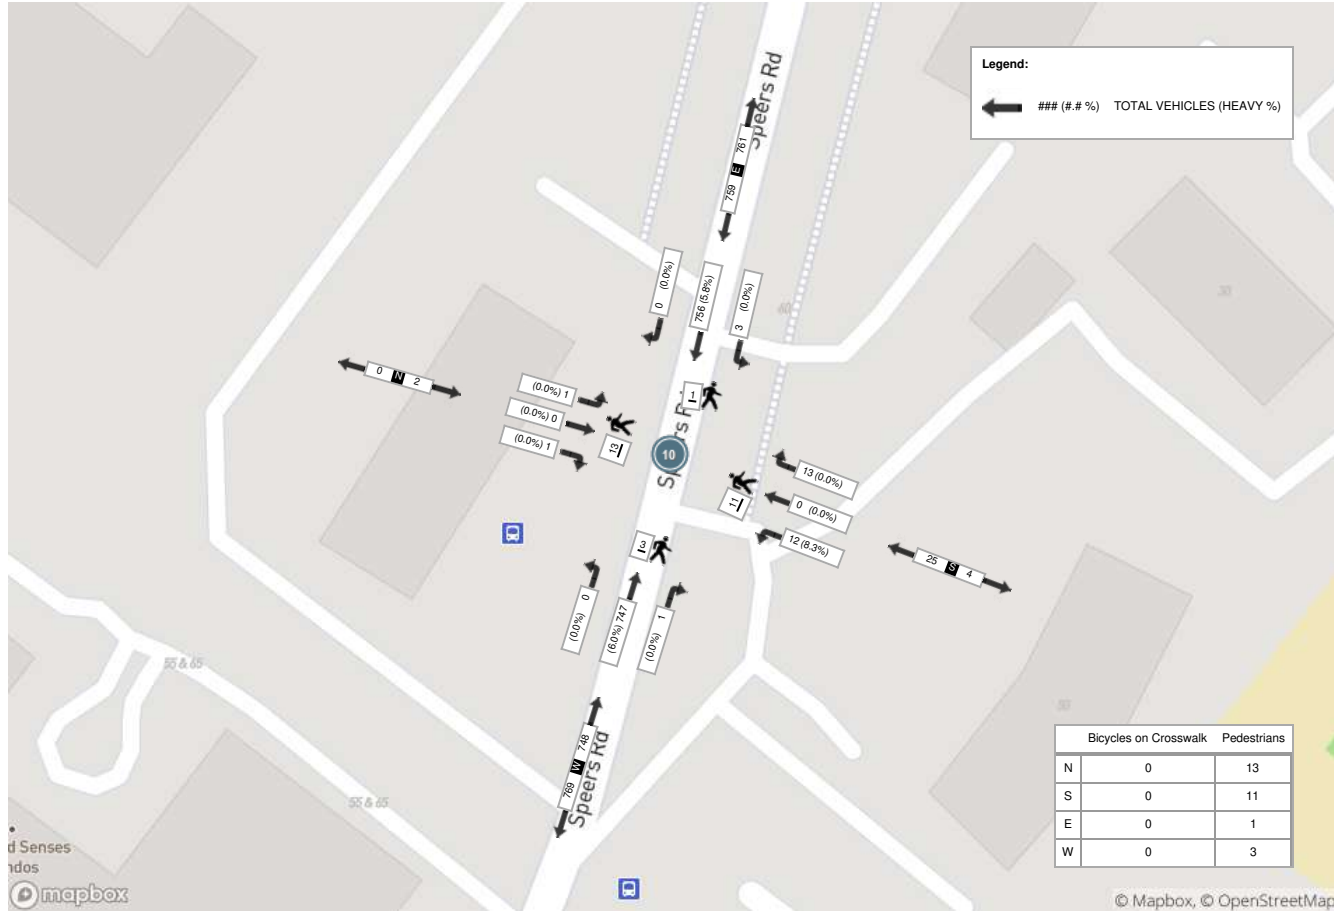 Legend:
### (#.# %) TOTAL VEHICLES (HEAVY %)
Speers Rd
759 E 761
0 (0.0%)
756 (5.8%)
3 (0.0%)
60
30
0 N 2
(0.0%) 1
(0.0%) 0
(0.0%) 1
13
1
10
Speers Rd
11
13 (0.0%)
0 (0.0%)
12 (8.3%)
25 S 4
3
(0.0%) 0
(6.0%) 747
(0.0%) 1
769 W 748
Speers Rd
55 & 65
55 & 65
Bicycles on Crosswalk Pedestrians
N 0 13
S 0 11
E 0 1
W 0 3
d Senses
ndos
mapbox
© Mapbox, © OpenStreetMap